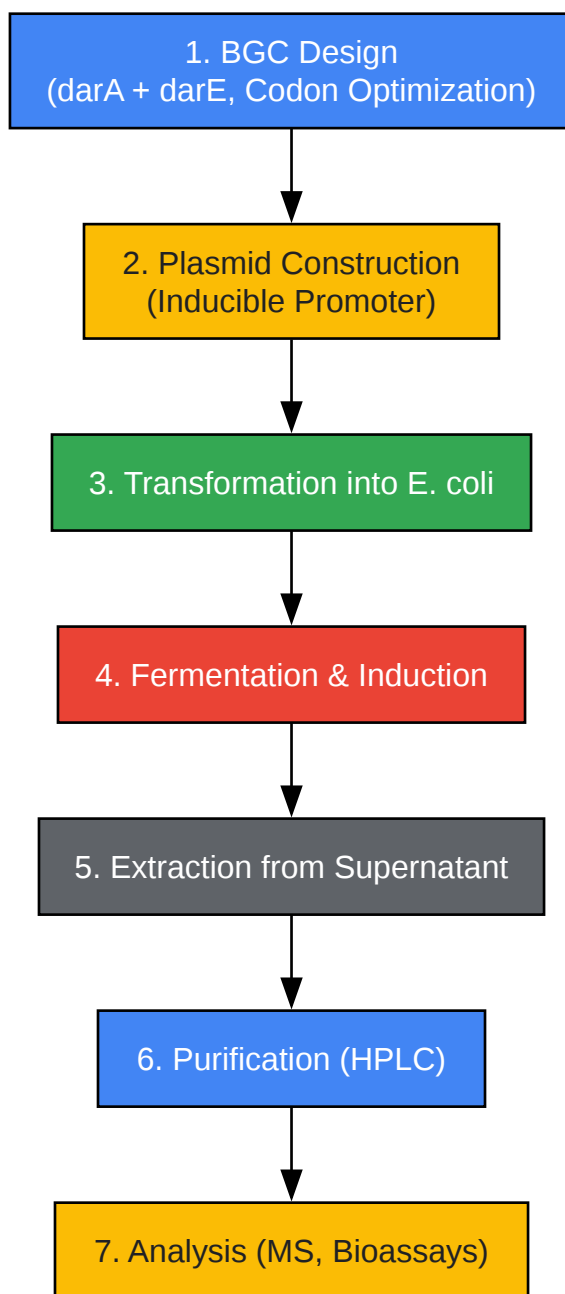 1. BGC Design
(darA + darE, Codon Optimization)
2. Plasmid Construction
(Inducible Promoter)
3. Transformation into E. coli
4. Fermentation & Induction
5. Extraction from Supernatant
6. Purification (HPLC)
7. Analysis (MS, Bioassays)